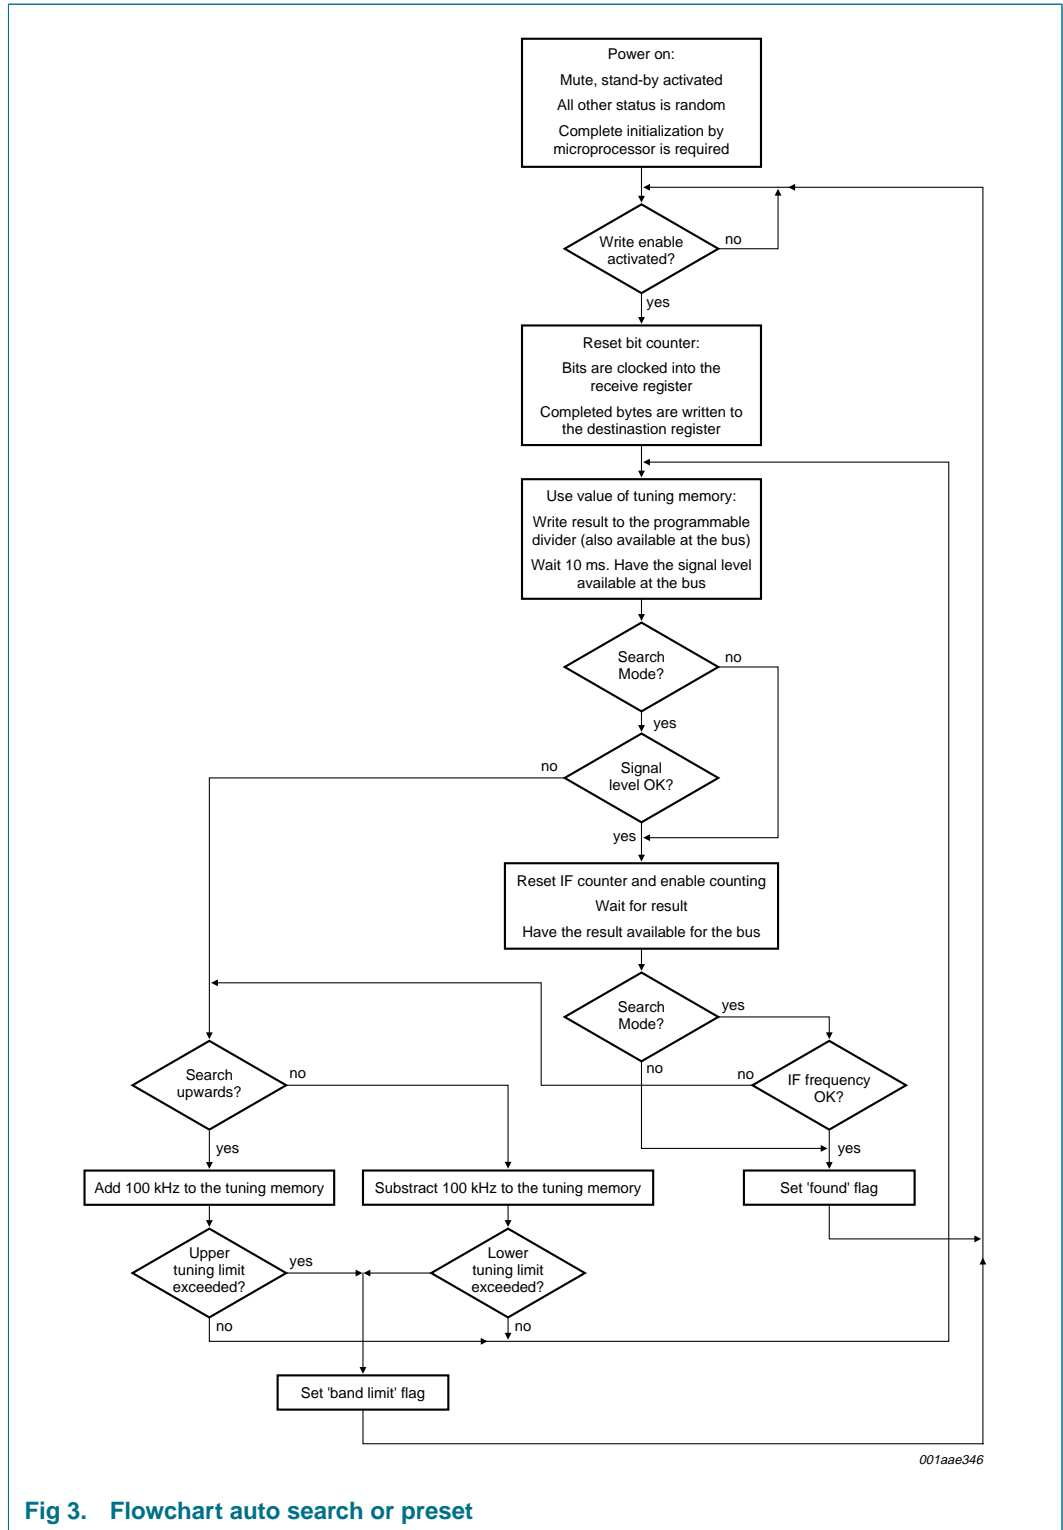 Power on:
Mute, stand-by activated
All other status is random
Complete initialization by
microprocessor is required
Write enable
activated?
no
yes
Reset bit counter:
Bits are clocked into the
receive register
Completed bytes are written to
the destinastion register
Use value of tuning memory:
Write result to the programmable
divider (also available at the bus)
Wait 10 ms. Have the signal level
available at the bus
Search
Mode?
no
yes
no
Signal
level OK?
yes
Reset IF counter and enable counting
Wait for result
Have the result available for the bus
Search
Mode?
yes
no
no
IF frequency
OK?
yes
Search
upwards?
no
yes
Add 100 kHz to the tuning memory
Substract 100 kHz to the tuning memory
Set 'found' flag
Upper
tuning limit
exceeded?
yes
Lower
tuning limit
exceeded?
no
no
Set 'band limit' flag
001aae346
Fig 3. Flowchart auto search or preset